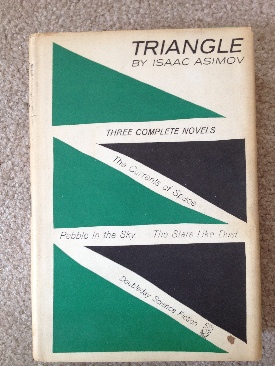 TRIANGLE
BY ISAAC ASIMOV
THREE COMPLETE NOVELS
The Currents of Space
Pebble in the Sky The Stars Like Dust
Doubleday Science Fiction